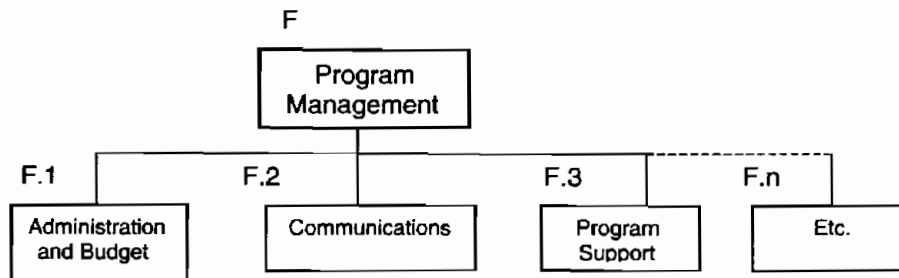 F
Program
Management
F.1
F.2
F.3
F.n
Administration
and Budget
Communications
Program
Support
Etc.